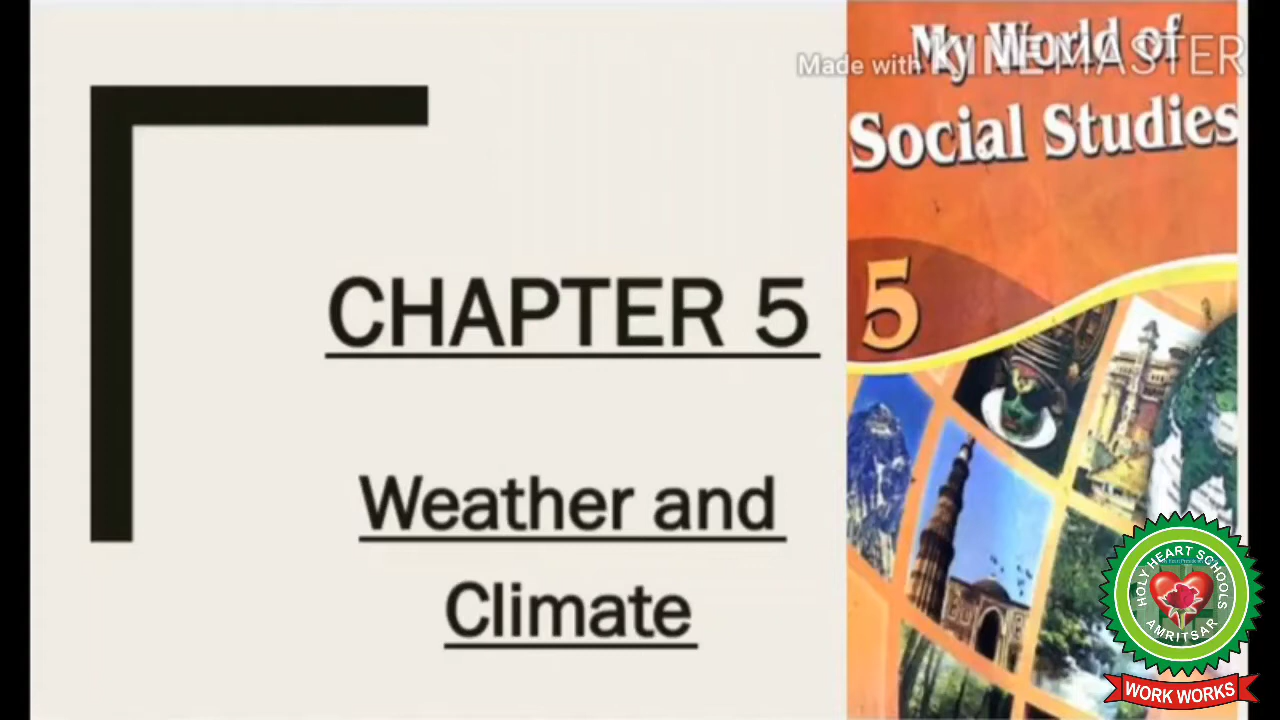 My World of
Made with KINEMASTER
Social Studies
5
CHAPTER 5
Weather and
Climate
HOLY HEART SCHOOLS
AMRITSAR
WORK WORKS